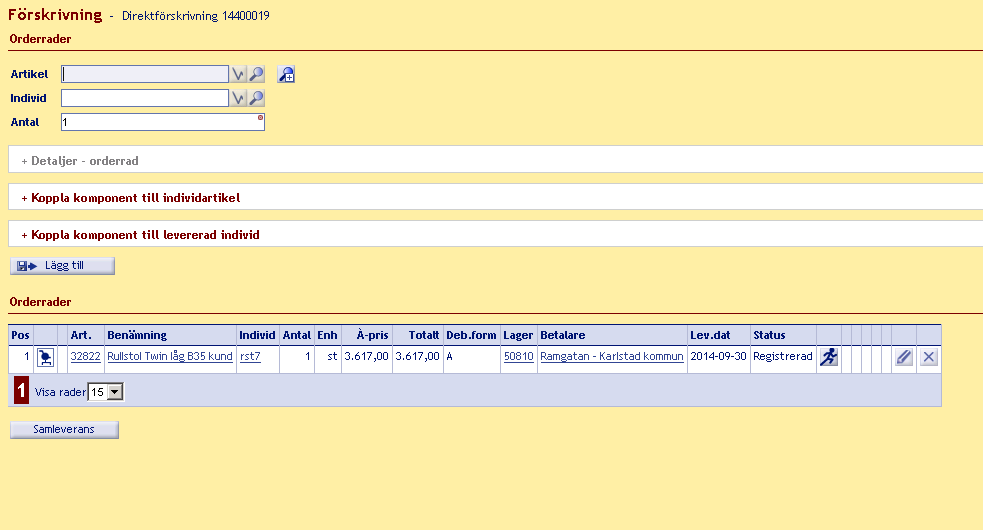 Förskrivning - Direktförskrivning 14400019
Orderrader
Artikel
Individ
Antal 1
+ Detaljer - orderrad
+ Koppla komponent till individartikel
+ Koppla komponent till levererad individ
Lägg till
Orderrader
Pos Art. Benämning Individ Antal Enh À-pris Totalt Deb.form Lager Betalare Lev.dat Status
1 32822 Rullstol Twin låg B35 kund rst7 1 st 3.617,00 3.617,00 A 50810 Ramgatan - Karlstad kommun 2014-09-30 Registrerad
1 Visa rader 15
Samleverans